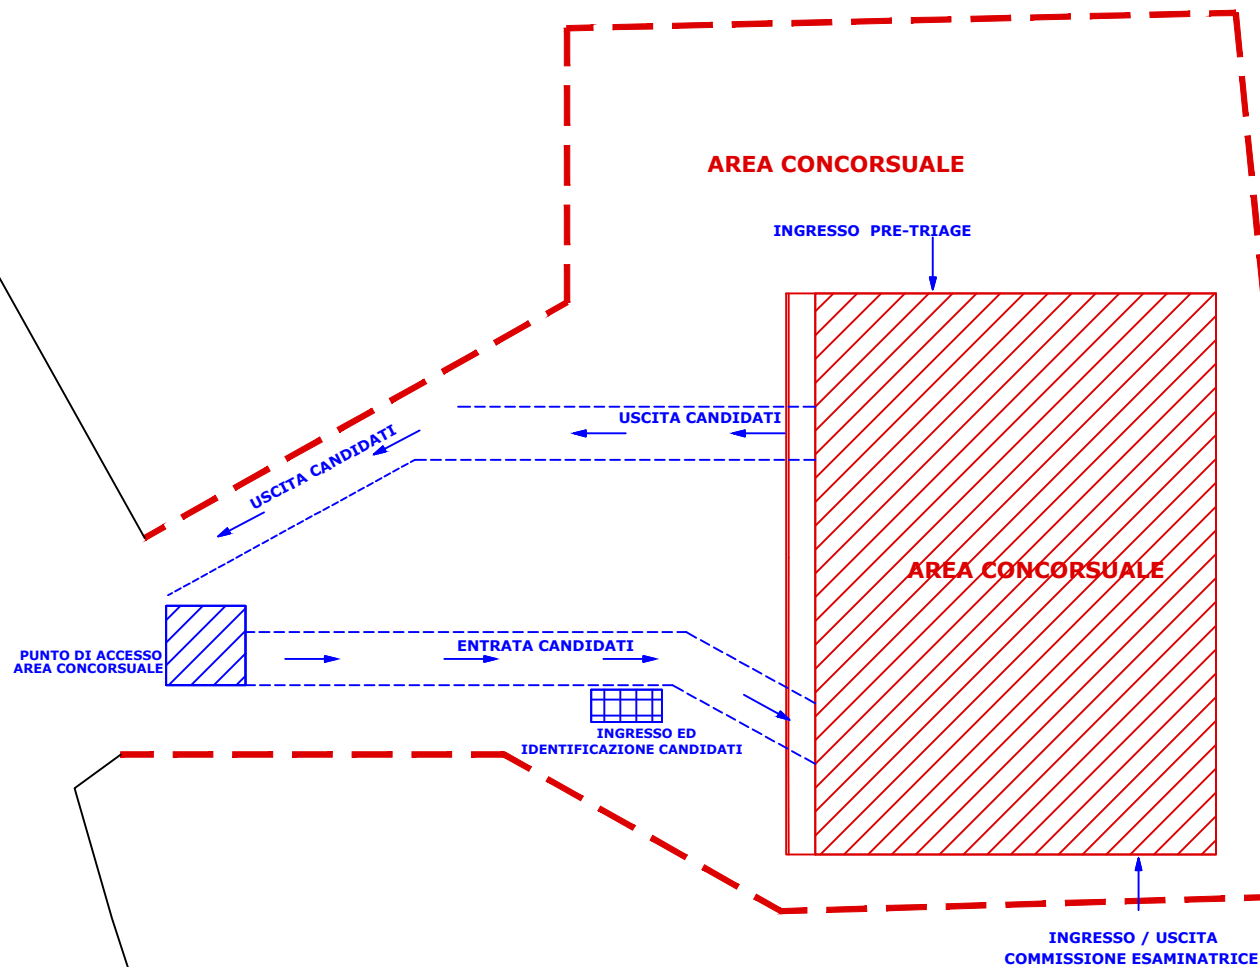 AREA CONCORSUALE
INGRESSO PRE-TRIAGE
USCITA CANDIDATI
USCITA CANDIDATI
AREA CONCORSUALE
ENTRATA CANDIDATI
PUNTO DI ACCESSO
AREA CONCORSUALE
INGRESSO ED
IDENTIFICAZIONE CANDIDATI
INGRESSO / USCITA
COMMISSIONE ESAMINATRICE